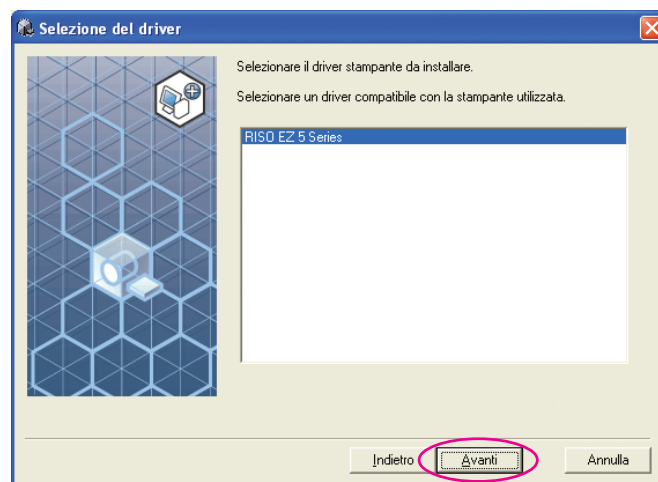 Selezione del driver
Selezionare il driver stampante da installare.
Selezionare un driver compatibile con la stampante utilizzata.
RISO EZ 5 Series
Indietro Avanti Annulla